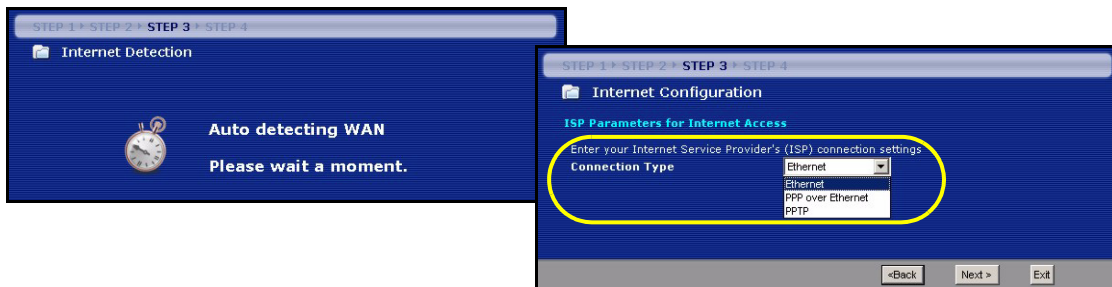 STEP 1 ▸ STEP 2 ▸ STEP 3 ▸ STEP 4
Internet Detection
Auto detecting WAN
Please wait a moment.
STEP 1 ▸ STEP 2 ▸ STEP 3 ▸ STEP 4
Internet Configuration
ISP Parameters for Internet Access
Enter your Internet Service Provider's (ISP) connection settings
Connection Type Ethernet
Ethernet
PPP over Ethernet
PPTP
<Back Next > Exit